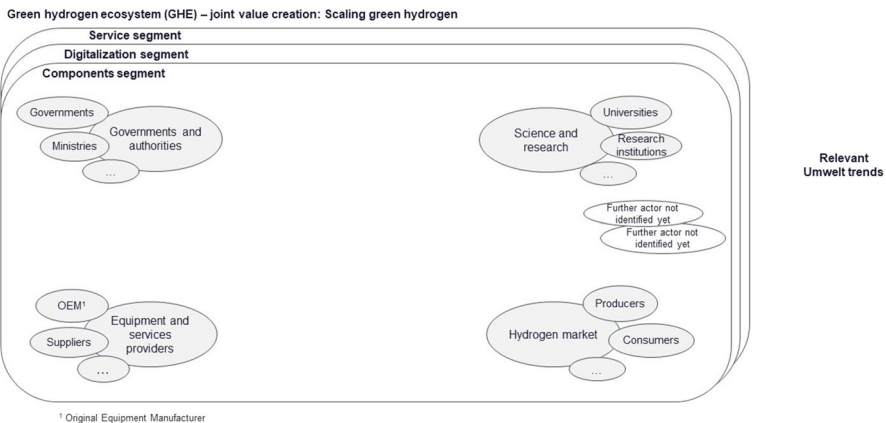 Green hydrogen ecosystem (GHE) – joint value creation: Scaling green hydrogen
Service segment
Digitalization segment
Components segment
Governments
Governments and
authorities
Ministries
...
Universities
Science and
research
Research
institutions
...
Relevant
Umwelt trends
Further actor not
identified yet
Further actor not
identified yet
OEM¹
Equipment and
services
providers
Suppliers
...
Producers
Hydrogen market
Consumers
...
¹ Original Equipment Manufacturer